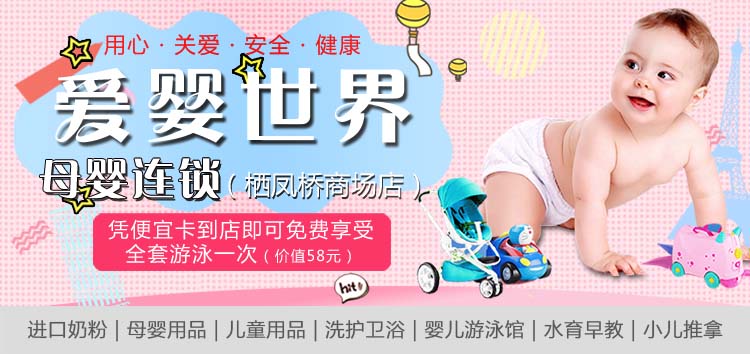 用心·关爱·安全·健康
爱婴世界
母婴连锁（栖凤桥商场店）
凭便宜卡到店即可免费享受
全套游泳一次（价值58元）
hit!
进口奶粉 | 母婴用品 | 儿童用品 | 洗护卫浴 | 婴儿游泳馆 | 水育早教 | 小儿推拿